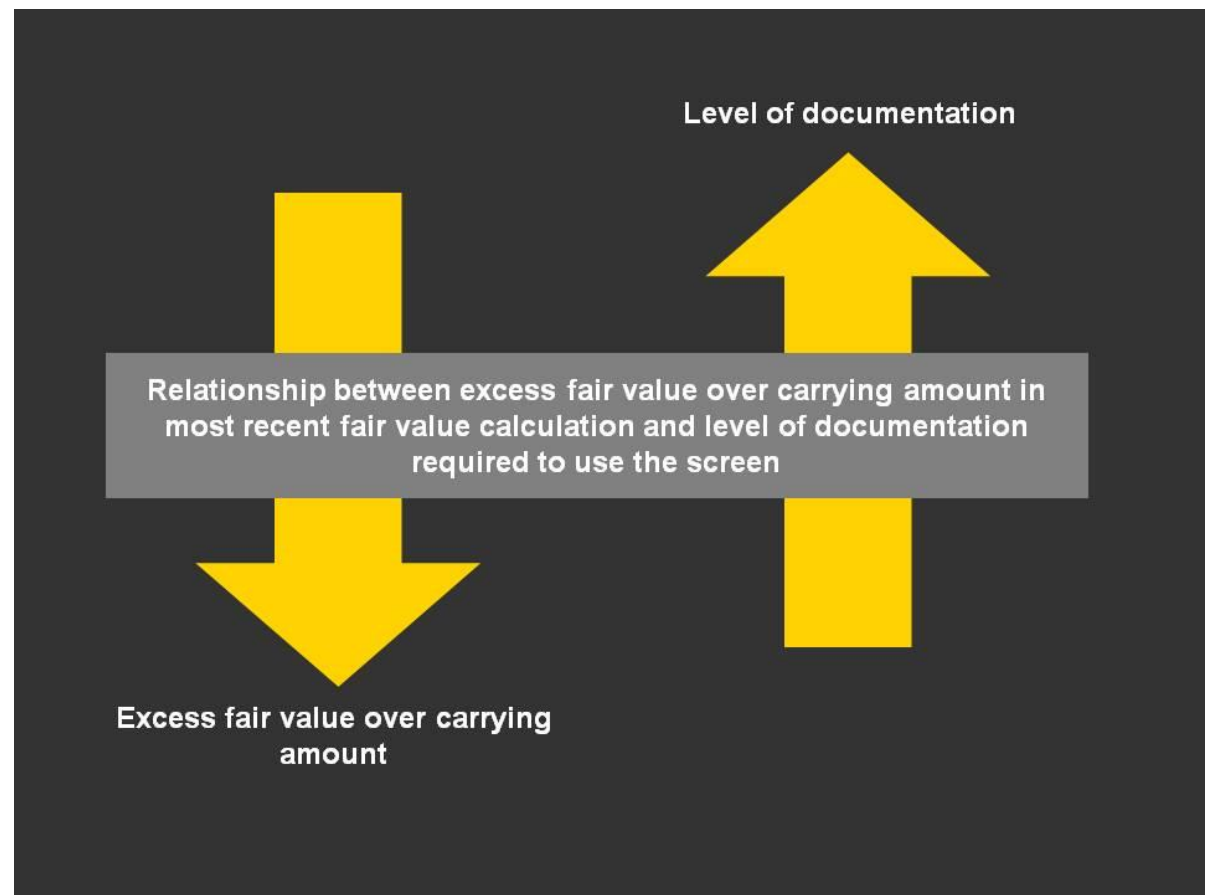 Level of documentation
Relationship between excess fair value over carrying amount in
most recent fair value calculation and level of documentation
required to use the screen
Excess fair value over carrying
amount